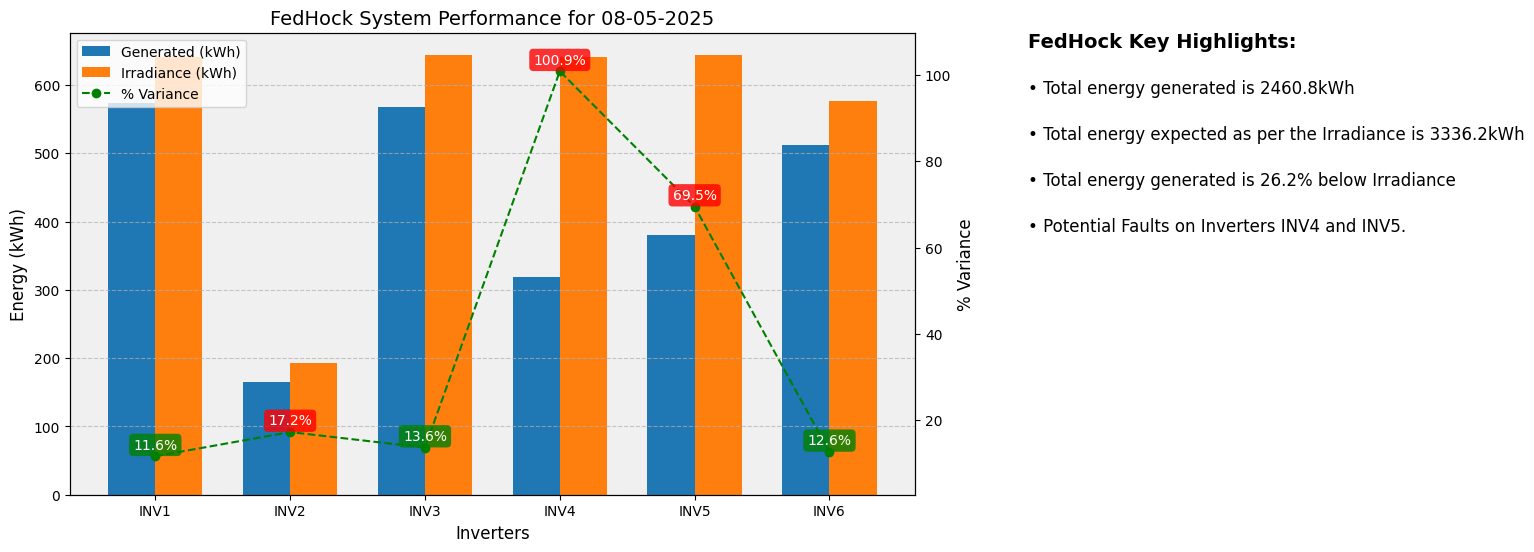 FedHock System Performance for 08-05-2025
Generated (kWh)
Irradiance (kWh)
% Variance
Energy (kWh)
600
500
400
300
200
100
0
11.6%
17.2%
13.6%
100.9%
69.5%
12.6%
100
80
60
40
20
% Variance
INV1
INV2
INV3
INV4
INV5
INV6
Inverters
FedHock Key Highlights:
• Total energy generated is 2460.8kWh
• Total energy expected as per the Irradiance is 3336.2kWh
• Total energy generated is 26.2% below Irradiance
• Potential Faults on Inverters INV4 and INV5.